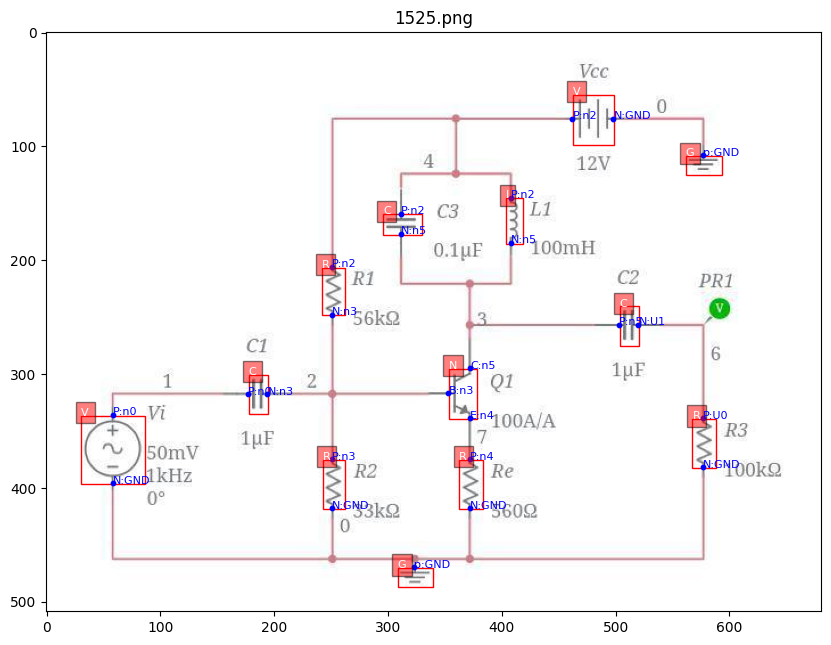 1525.png
Vcc
V
P:n2
N:GND
0
12V
G
p:GND
4
C
P:n2
N:n5
C3
0.1μF
P:n2
N:n5
L1
100mH
R
P:n2
N:n3
R1
56kΩ
C2
C
N:U1
1μF
PR1
V
6
3
C1
C
N:n3
1μF
1
2
N
C:n5
B:n3
E:n4
Q1
100A/A
7
V
P:n0
N:GND
Vi
50mV
1kHz
0°
R
P:n3
N:GND
R2
33kΩ
0
R
P:n4
N:GND
Re
560Ω
R
P:U0
N:GND
R3
100kΩ
G
p:GND
0
100
200
300
400
500
0
100
200
300
400
500
600